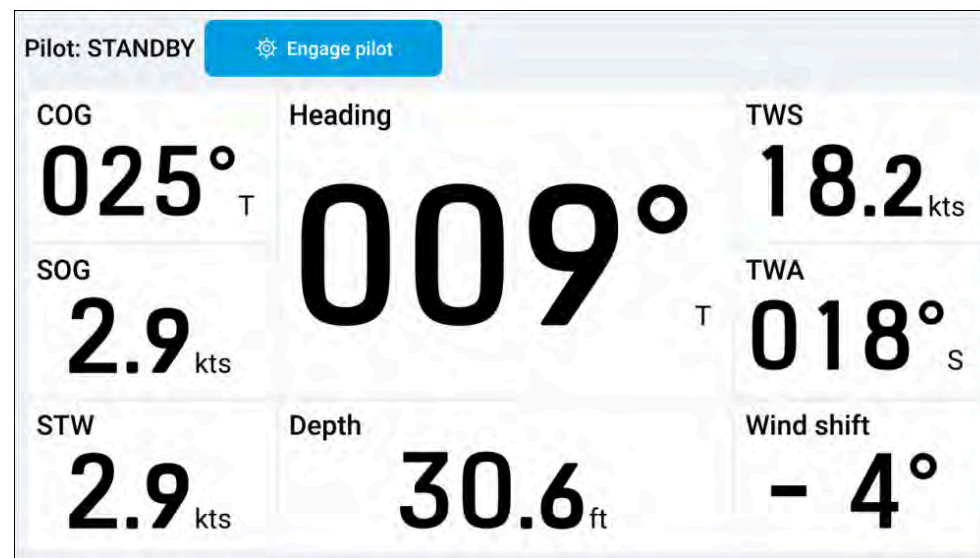 Pilot: STANDBY
Engage pilot
COG
025° T
Heading
009° T
TWS
18.2 kts
SOG
2.9 kts
TWA
018° S
STW
2.9 kts
Depth
30.6 ft
Wind shift
- 4°